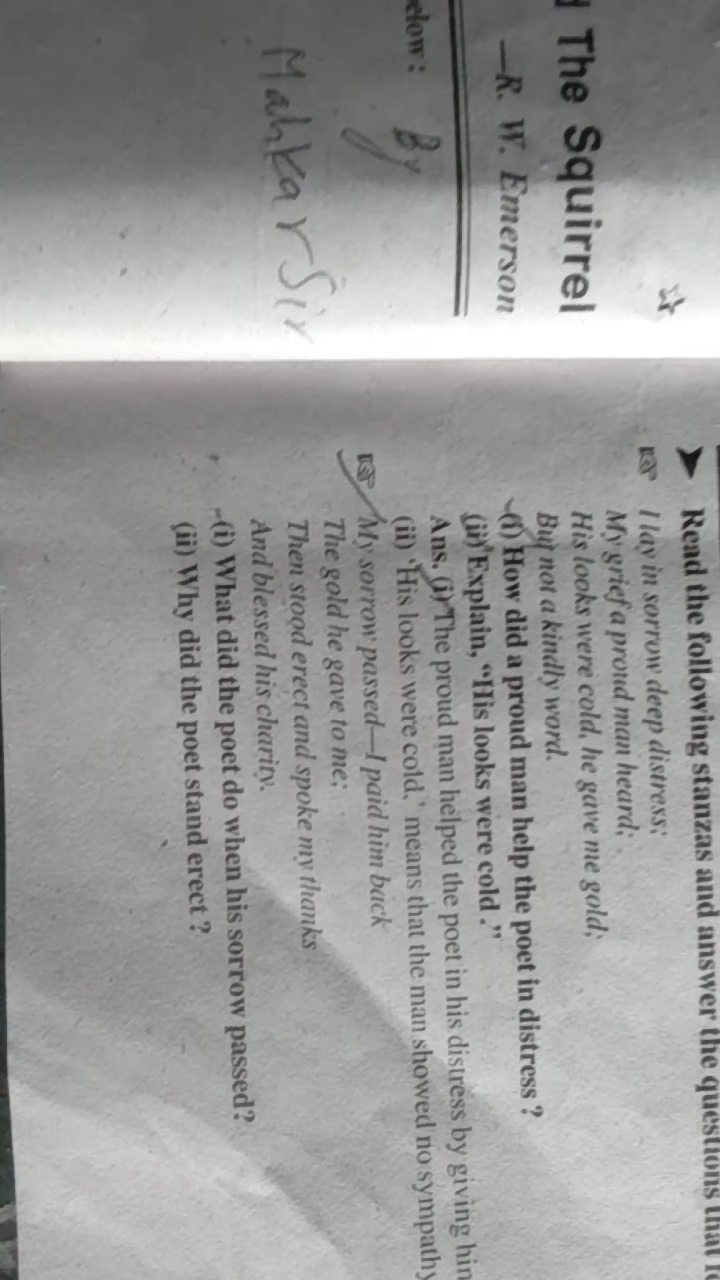 The Squirrel
—R. W. Emerson
elow:
By
Mahkar Sir
➤ Read the following stanzas and answer the questions that
I lay in sorrow deep distress;
My grief a proud man heard;
His looks were cold, he gave me gold;
But not a kindly word.
(i) How did a proud man help the poet in distress?
(ii) Explain, “His looks were cold.”
Ans. (i) The proud man helped the poet in his distress by giving him
(ii) ‘His looks were cold,’ means that the man showed no sympathy
My sorrow passed—I paid him back
The gold he gave to me;
Then stood erect and spoke my thanks
And blessed his charity.
(i) What did the poet do when his sorrow passed?
(ii) Why did the poet stand erect?